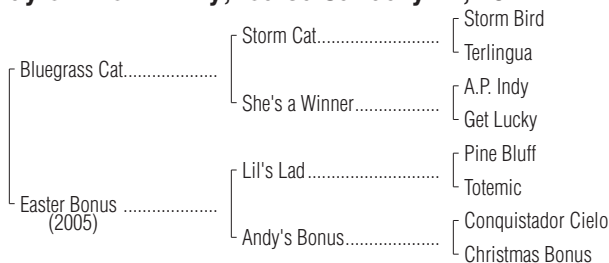 Storm Bird
Storm Cat
Terlingua
Bluegrass Cat
A.P. Indy
She's a Winner
Get Lucky
Pine Bluff
Lil's Lad
Totemic
Easter Bonus
(2005)
Conquistador Cielo
Andy's Bonus
Christmas Bonus